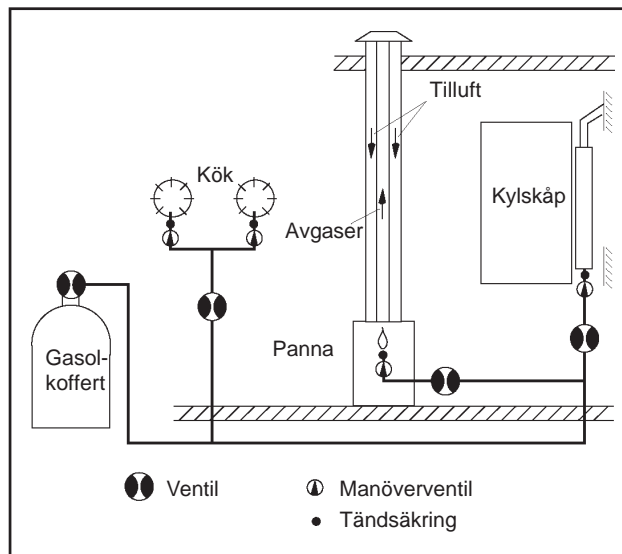 Tilluft
Kök
Kylskåp
Avgaser
Panna
Gasol-
koffert
Ventil
Manöverventil
Tändsäkring